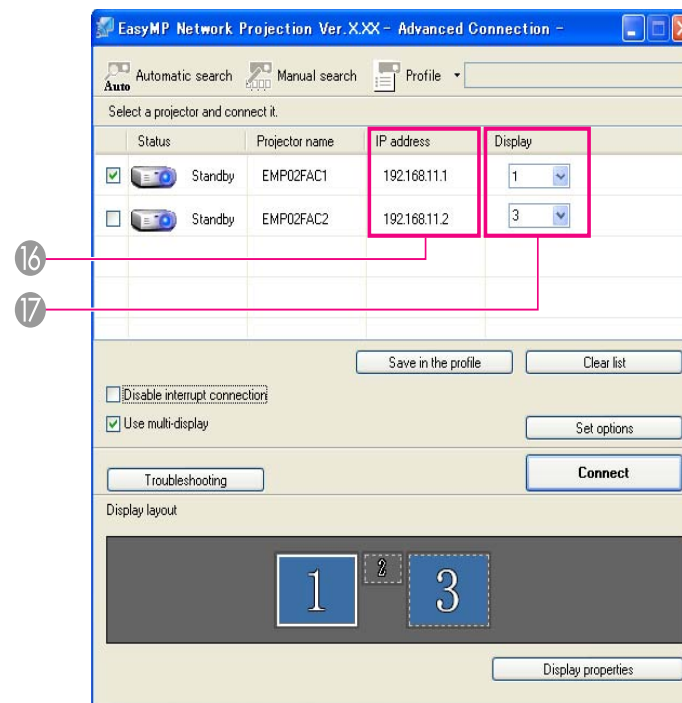 EasyMP Network Projection Ver.X.XX - Advanced Connection -
Auto Automatic search Manual search Profile
Select a projector and connect it.
Status Projector name IP address Display
Standby EMP02FAC1 192.168.11.1 1
Standby EMP02FAC2 192.168.11.2 3
16
17
Save in the profile Clear list
Disable interrupt connection
Use multi-display Set options
Troubleshooting Connect
Display layout
1 2 3
Display properties